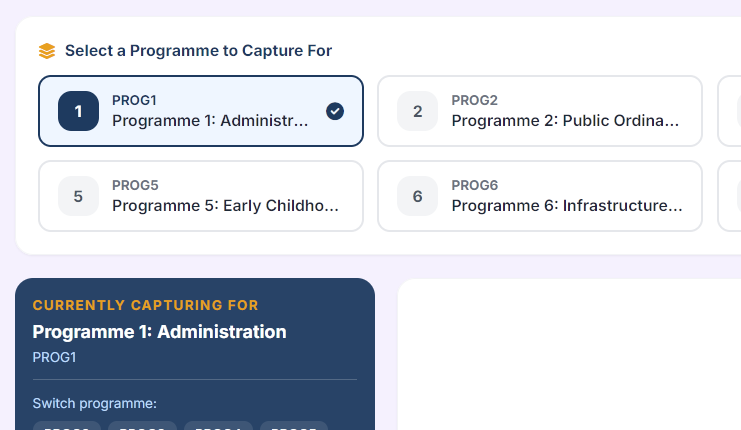 Select a Programme to Capture For
1
PROG1
Programme 1: Administr...
2
PROG2
Programme 2: Public Ordina...
5
PROG5
Programme 5: Early Childho...
6
PROG6
Programme 6: Infrastructure...
CURRENTLY CAPTURING FOR
Programme 1: Administration
PROG1
Switch programme: